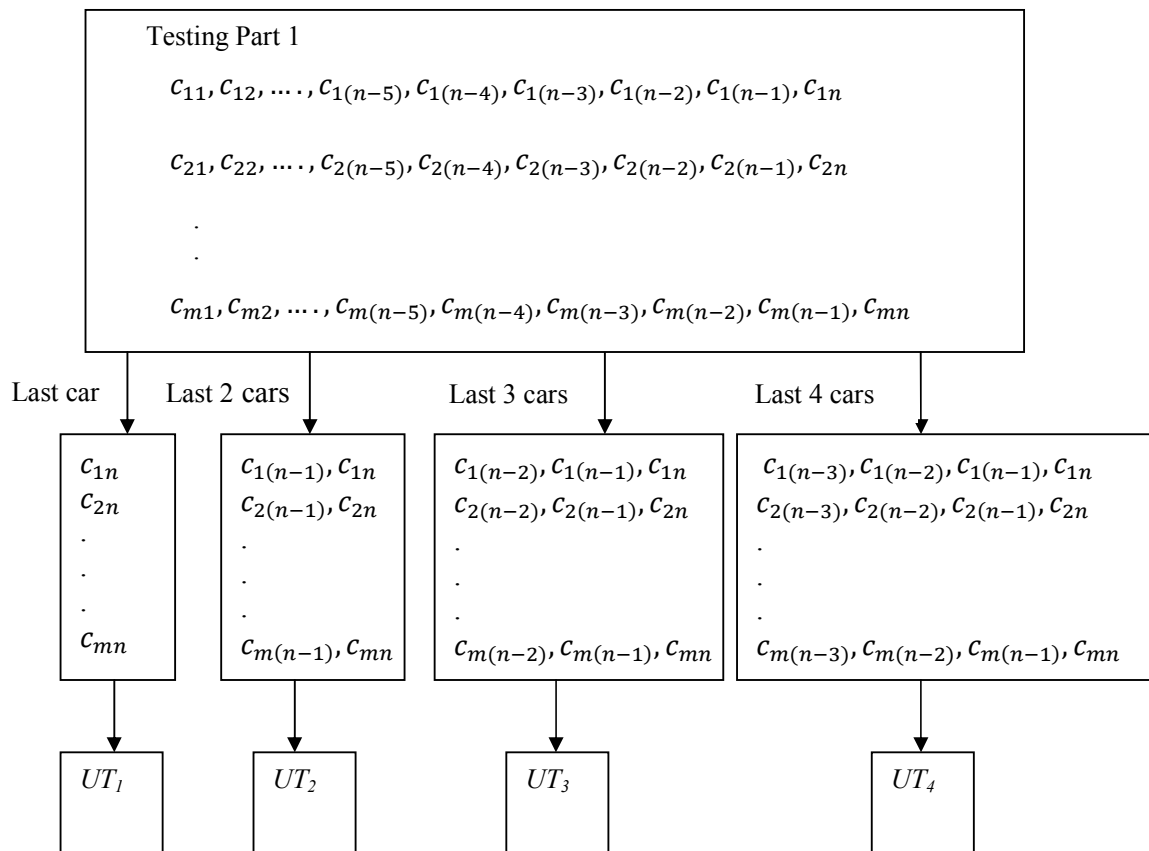 Testing Part 1
c₁₁, c₁₂, … . , c₁₍ₙ₋₅₎, c₁₍ₙ₋₄₎, c₁₍ₙ₋₃₎, c₁₍ₙ₋₂₎, c₁₍ₙ₋₁₎, c₁ₙ
c₂₁, c₂₂, … . , c₂₍ₙ₋₅₎, c₂₍ₙ₋₄₎, c₂₍ₙ₋₃₎, c₂₍ₙ₋₂₎, c₂₍ₙ₋₁₎, c₂ₙ
.
.
cₘ₁, cₘ₂, … . , cₘ₍ₙ₋₅₎, cₘ₍ₙ₋₄₎, cₘ₍ₙ₋₃₎, cₘ₍ₙ₋₂₎, cₘ₍ₙ₋₁₎, cₘₙ
Last car
Last 2 cars
Last 3 cars
Last 4 cars
c₁ₙ
c₂ₙ
.
.
.
cₘₙ
c₁₍ₙ₋₁₎, c₁ₙ
c₂₍ₙ₋₁₎, c₂ₙ
.
.
.
cₘ₍ₙ₋₁₎, cₘₙ
c₁₍ₙ₋₂₎, c₁₍ₙ₋₁₎, c₁ₙ
c₂₍ₙ₋₂₎, c₂₍ₙ₋₁₎, c₂ₙ
.
.
.
cₘ₍ₙ₋₂₎, cₘ₍ₙ₋₁₎, cₘₙ
c₁₍ₙ₋₃₎, c₁₍ₙ₋₂₎, c₁₍ₙ₋₁₎, c₁ₙ
c₂₍ₙ₋₃₎, c₂₍ₙ₋₂₎, c₂₍ₙ₋₁₎, c₂ₙ
.
.
.
cₘ₍ₙ₋₃₎, cₘ₍ₙ₋₂₎, cₘ₍ₙ₋₁₎, cₘₙ
UT₁
UT₂
UT₃
UT₄